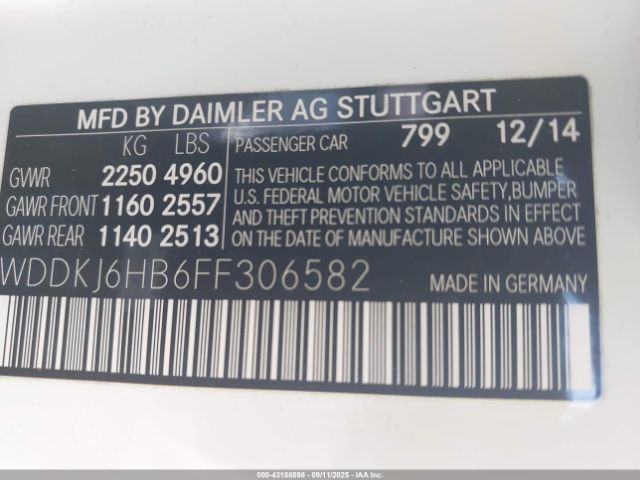 MFD BY DAIMLER AG STUTTGART
KG LBS
PASSENGER CAR 799 12/14
GVWR 2250 4960
GAWR FRONT 1160 2557
GAWR REAR 1140 2513
THIS VEHICLE CONFORMS TO ALL APPLICABLE
U.S. FEDERAL MOTOR VEHICLE SAFETY, BUMPER
AND THEFT PREVENTION STANDARDS IN EFFECT
ON THE DATE OF MANUFACTURE SHOWN ABOVE.
WDDKJ6HB6FF306582
MADE IN GERMANY
000-43188598 - 09/11/2025 - IAA, Inc.